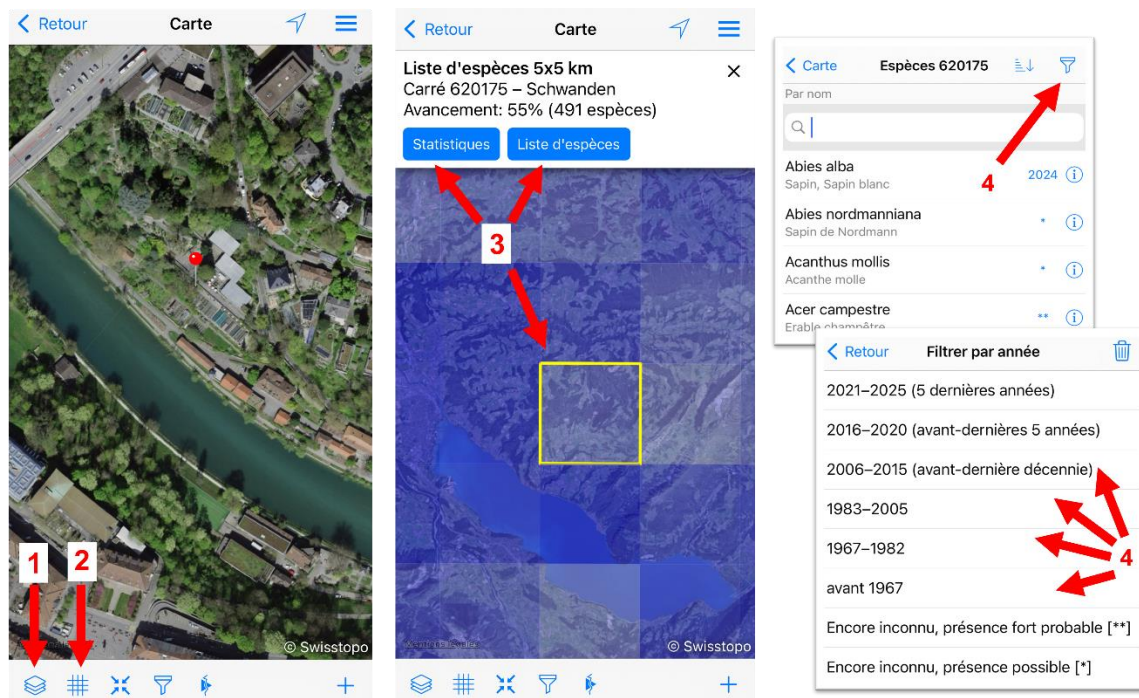 Retour
Carte
1
2
© Swisstopo
Retour
Carte
Liste d'espèces 5x5 km
Carré 620175 – Schwanden
Avancement: 55% (491 espèces)
Statistiques
Liste d'espèces
3
© Swisstopo
Carte
Espèces 620175
Par nom
4
Abies alba
Sapin, Sapin blanc
2024
Abies nordmanniana
Sapin de Nordmann
*
Acanthus mollis
Acanthe molle
*
Acer campestre
Erable champêtre
**
Retour
Filtrer par année
2021–2025 (5 dernières années)
2016–2020 (avant-dernières 5 années)
2006–2015 (avant-dernière décennie)
1983–2005
1967–1982
4
avant 1967
Encore inconnu, présence fort probable [**]
Encore inconnu, présence possible [*]